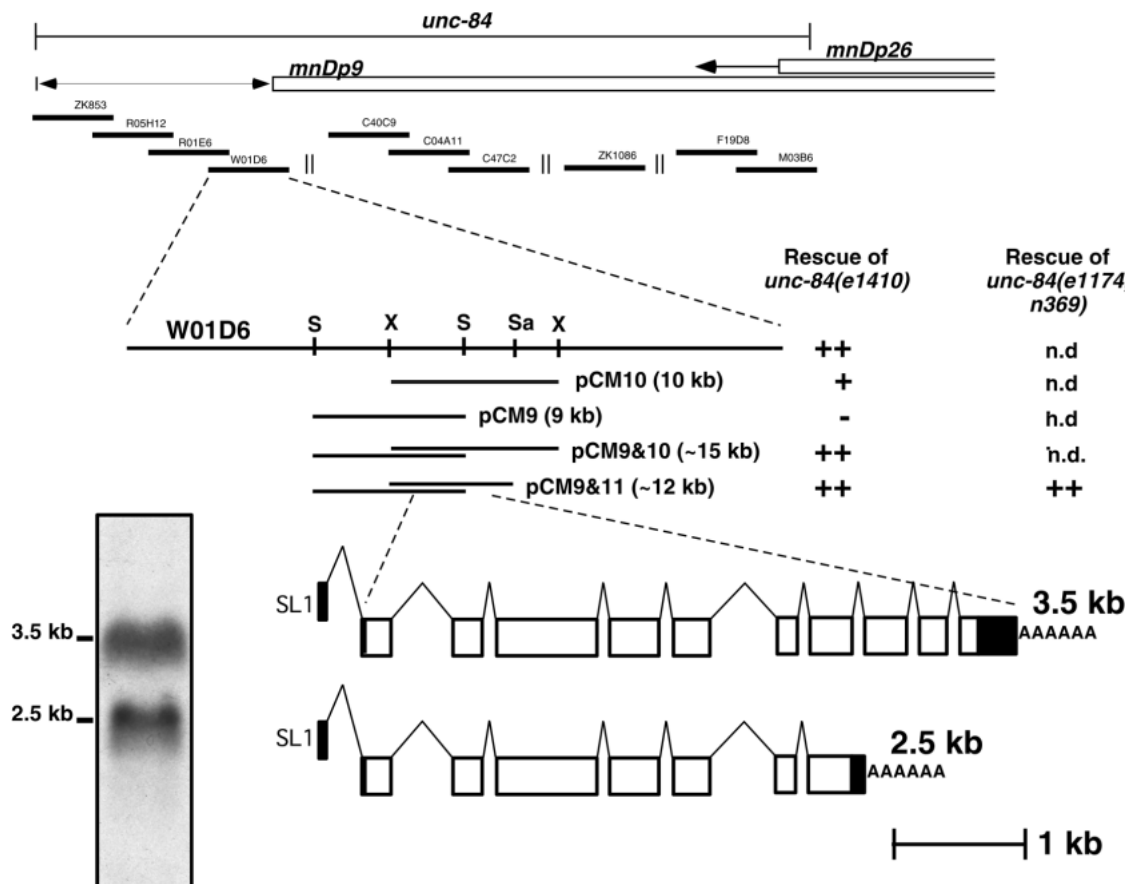 unc-84
mnDp26
mnDp9
ZK853
R05H12
R01E6
W01D6
C40C9
C04A11
C47C2
ZK1086
F19D8
M03B6
Rescue of
unc-84(e1410)
Rescue of
unc-84(e1174,
n369)
W01D6 S X S Sa X ++ n.d
pCM10 (10 kb) + n.d
pCM9 (9 kb) - h.d
pCM9&10 (~15 kb) ++ n.d.
pCM9&11 (~12 kb) ++ ++
3.5 kb
2.5 kb
SL1
3.5 kb
AAAAAA
SL1
2.5 kb
AAAAAA
1 kb